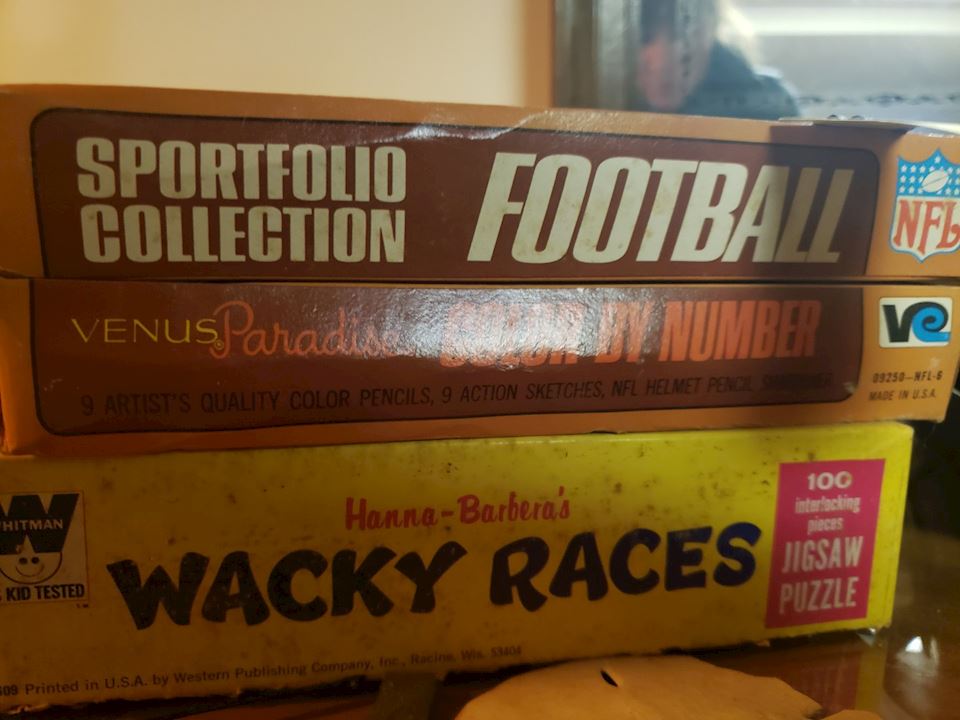 SPORTFOLIO
COLLECTION
FOOTBALL
NFL
VENUS Paradise COLOR BY NUMBER
VE
9 ARTIST'S QUALITY COLOR PENCILS, 9 ACTION SKETCHES, NFL HELMET PENCIL SHARPENER
09250-NFL-6
MADE IN U.S.A.
W
WHITMAN
KID TESTED
Hanna-Barbera's
WACKY RACES
100
interlocking
pieces
JIGSAW
PUZZLE
609 Printed in U.S.A. by Western Publishing Company, Inc., Racine, Wis. 53404